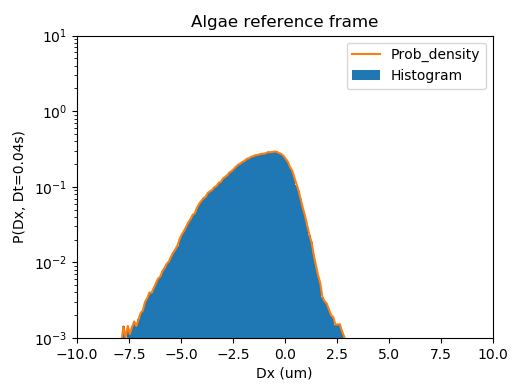 Algae reference frame
Prob_density
Histogram
P(Dx, Dt=0.04s)
10¹
10⁰
10⁻¹
10⁻²
10⁻³
−10.0 −7.5 −5.0 −2.5 0.0 2.5 5.0 7.5 10.0
Dx (um)